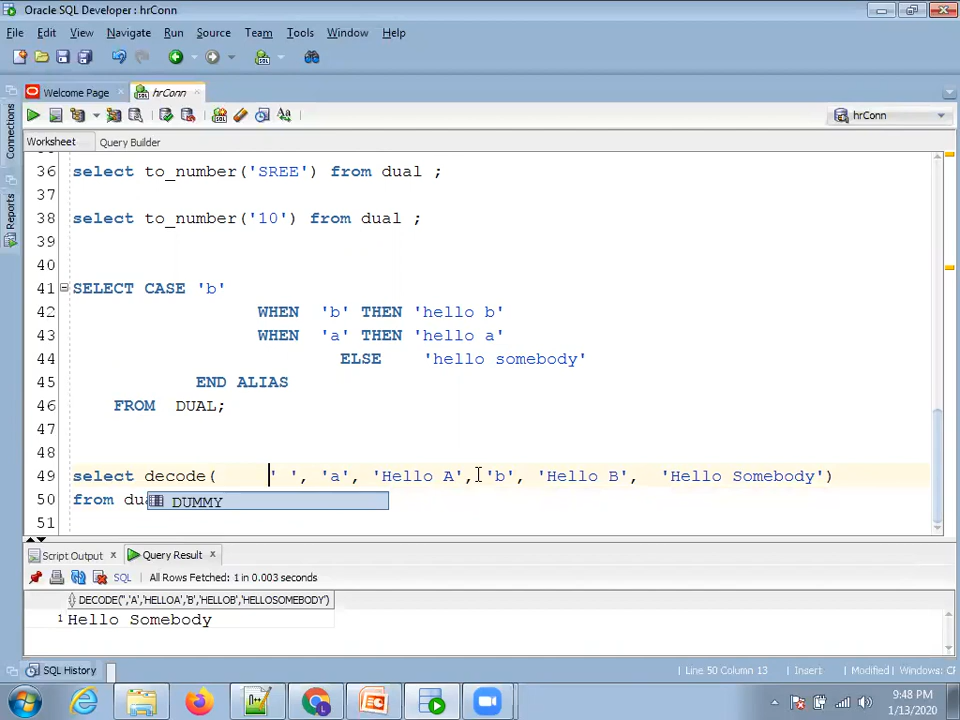 Oracle SQL Developer : hrConn
File Edit View Navigate Run Source Team Tools Window Help
Welcome Page hrConn
hrConn
Connections
Reports
Worksheet Query Builder
36 select to_number('SREE') from dual ;
37
38 select to_number('10') from dual ;
39
40
41 SELECT CASE 'b'
42 WHEN 'b' THEN 'hello b'
43 WHEN 'a' THEN 'hello a'
44 ELSE 'hello somebody'
45 END ALIAS
46 FROM DUAL;
47
48
49 select decode( ' ', 'a', 'Hello A', 'b', 'Hello B', 'Hello Somebody')
50 from dua
DUMMY
51
Script Output Query Result
SQL All Rows Fetched: 1 in 0.003 seconds
DECODE('','A','HELLOA','B','HELLOB','HELLOSOMEBODY')
1 Hello Somebody
SQL History Line 50 Column 13 Insert Modified Windows: C
9:48 PM
1/13/2020